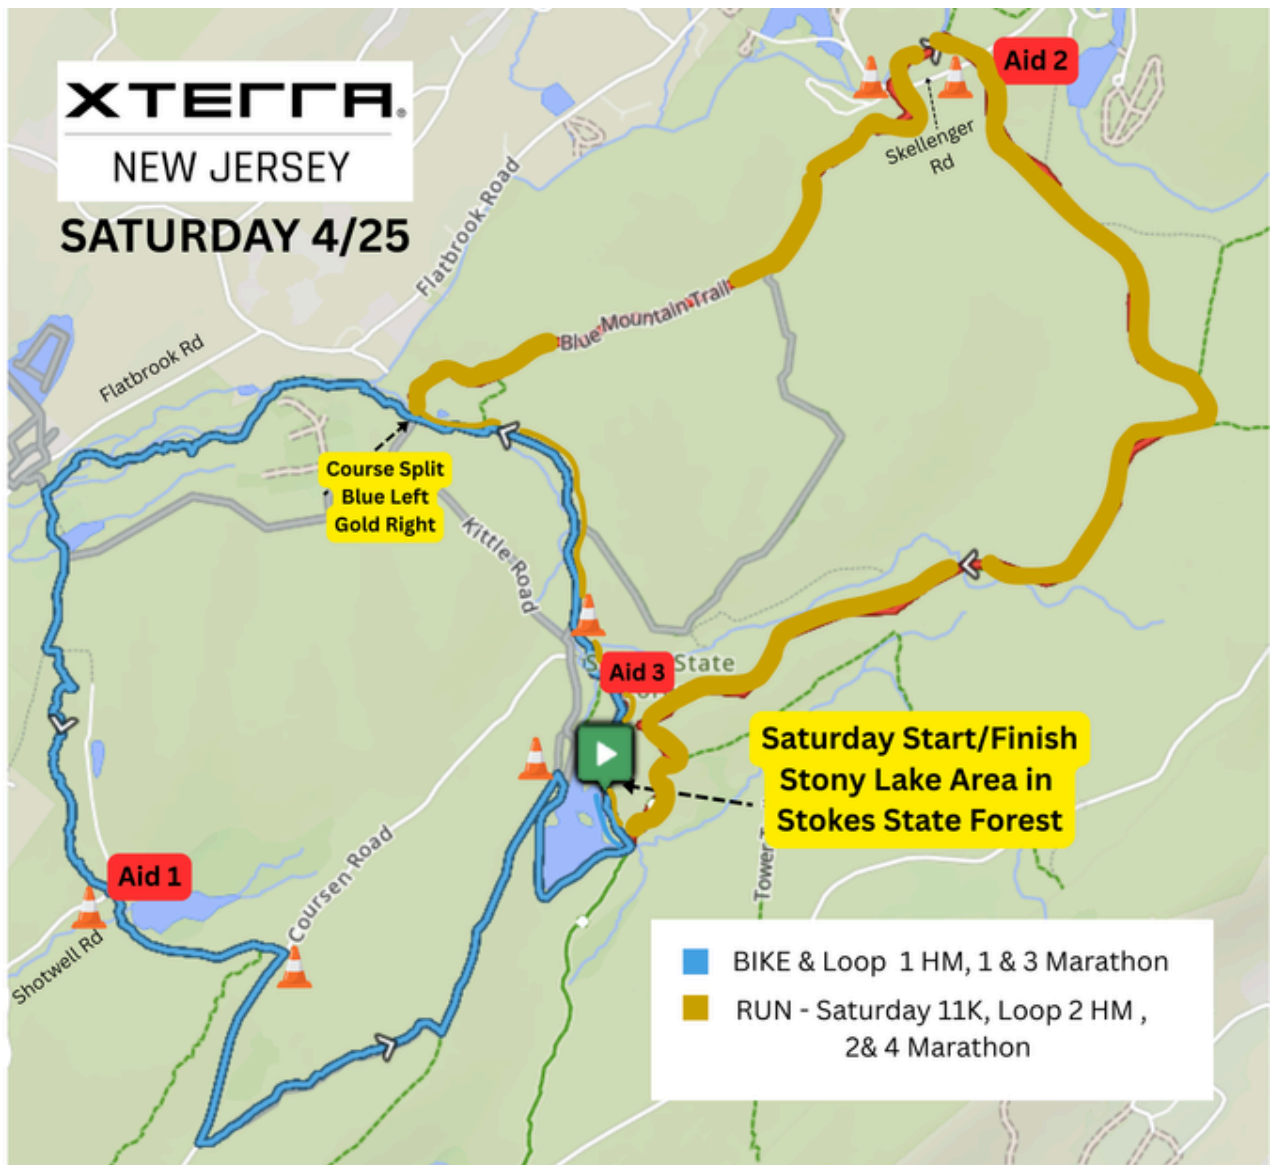 XTERRA®
NEW JERSEY
SATURDAY 4/25
Aid 2
Skellenger
Rd
Flatbrook Road
Blue Mountain Trail
Flatbrook Rd
Course Split
Blue Left
Gold Right
Kittle Road
State
Aid 3
Saturday Start/Finish
Stony Lake Area in
Stokes State Forest
Aid 1
Coursen Road
Tower
Shotwell Rd
BIKE & Loop 1 HM, 1 & 3 Marathon
RUN - Saturday 11K, Loop 2 HM ,
2& 4 Marathon